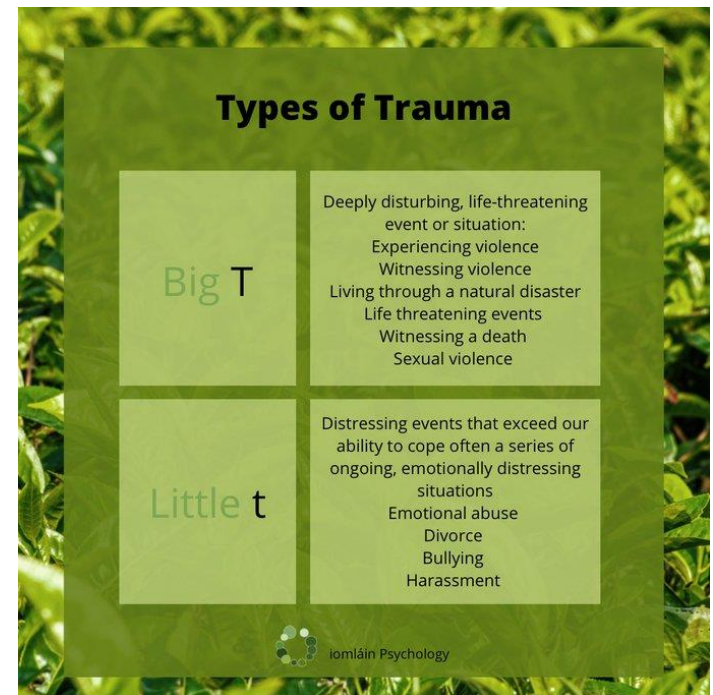 Types of Trauma
Big T
Deeply disturbing, life-threatening
event or situation:
Experiencing violence
Witnessing violence
Living through a natural disaster
Life threatening events
Witnessing a death
Sexual violence
Little t
Distressing events that exceed our
ability to cope often a series of
ongoing, emotionally distressing
situations
Emotional abuse
Divorce
Bullying
Harassment
iomláin Psychology